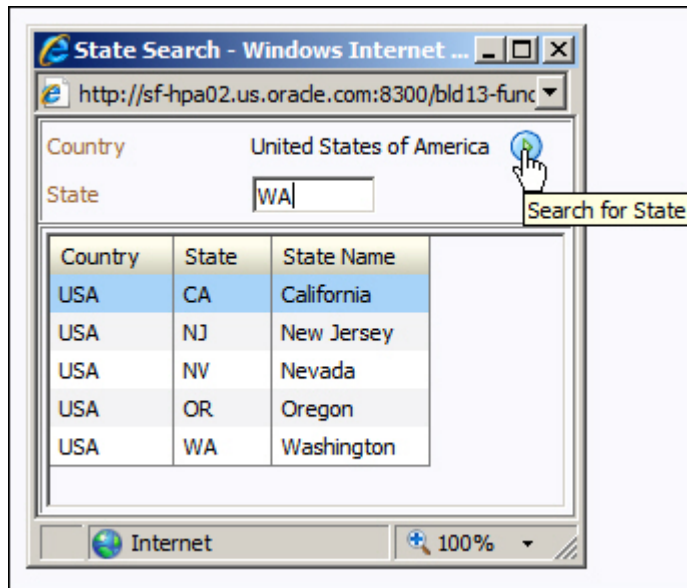 State Search - Windows Internet ...
http://sf-hpa02.us.oracle.com:8300/bld13-func
Country United States of America
State WA
Search for State
Country State State Name
USA CA California
USA NJ New Jersey
USA NV Nevada
USA OR Oregon
USA WA Washington
Internet 100%